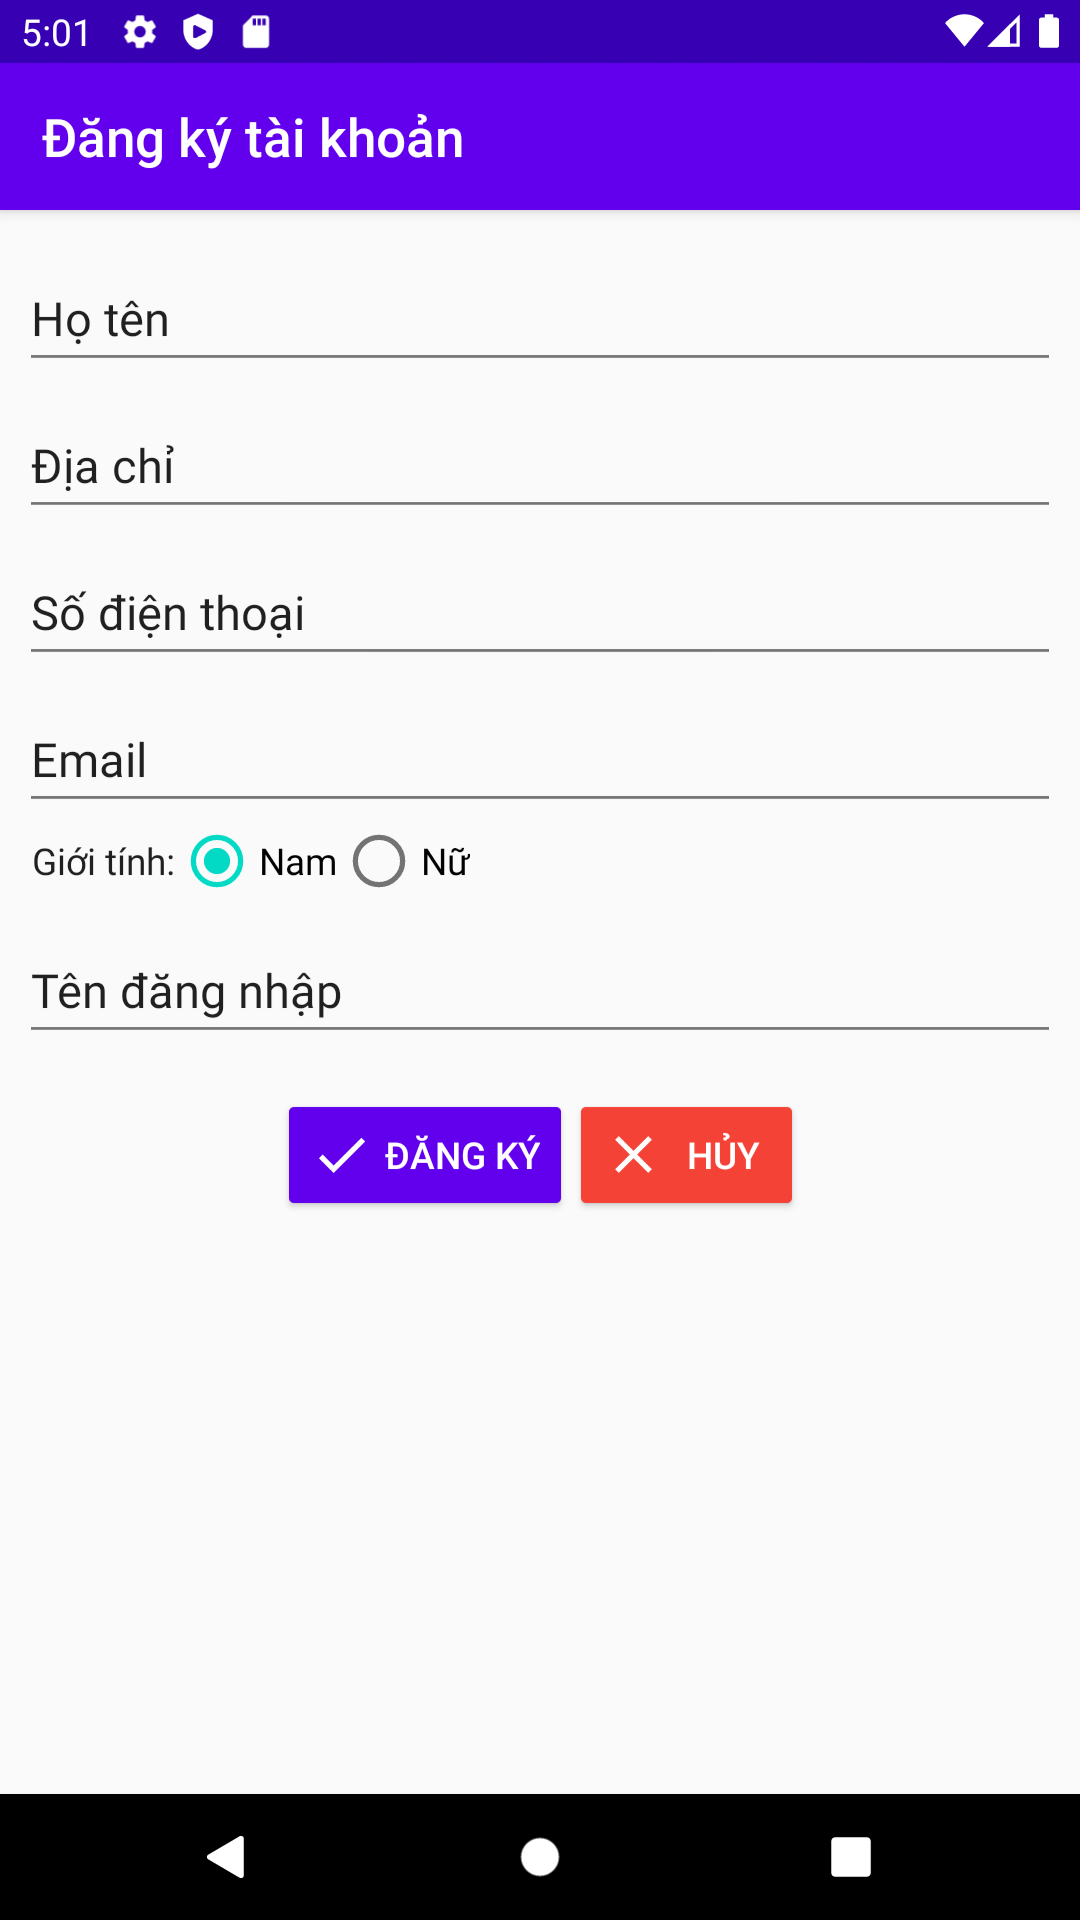 5:01
Đăng ký tài khoản
Họ tên
Địa chỉ
Số điện thoại
Email
Giới tính: Nam Nữ
Tên đăng nhập
ĐĂNG KÝ HỦY